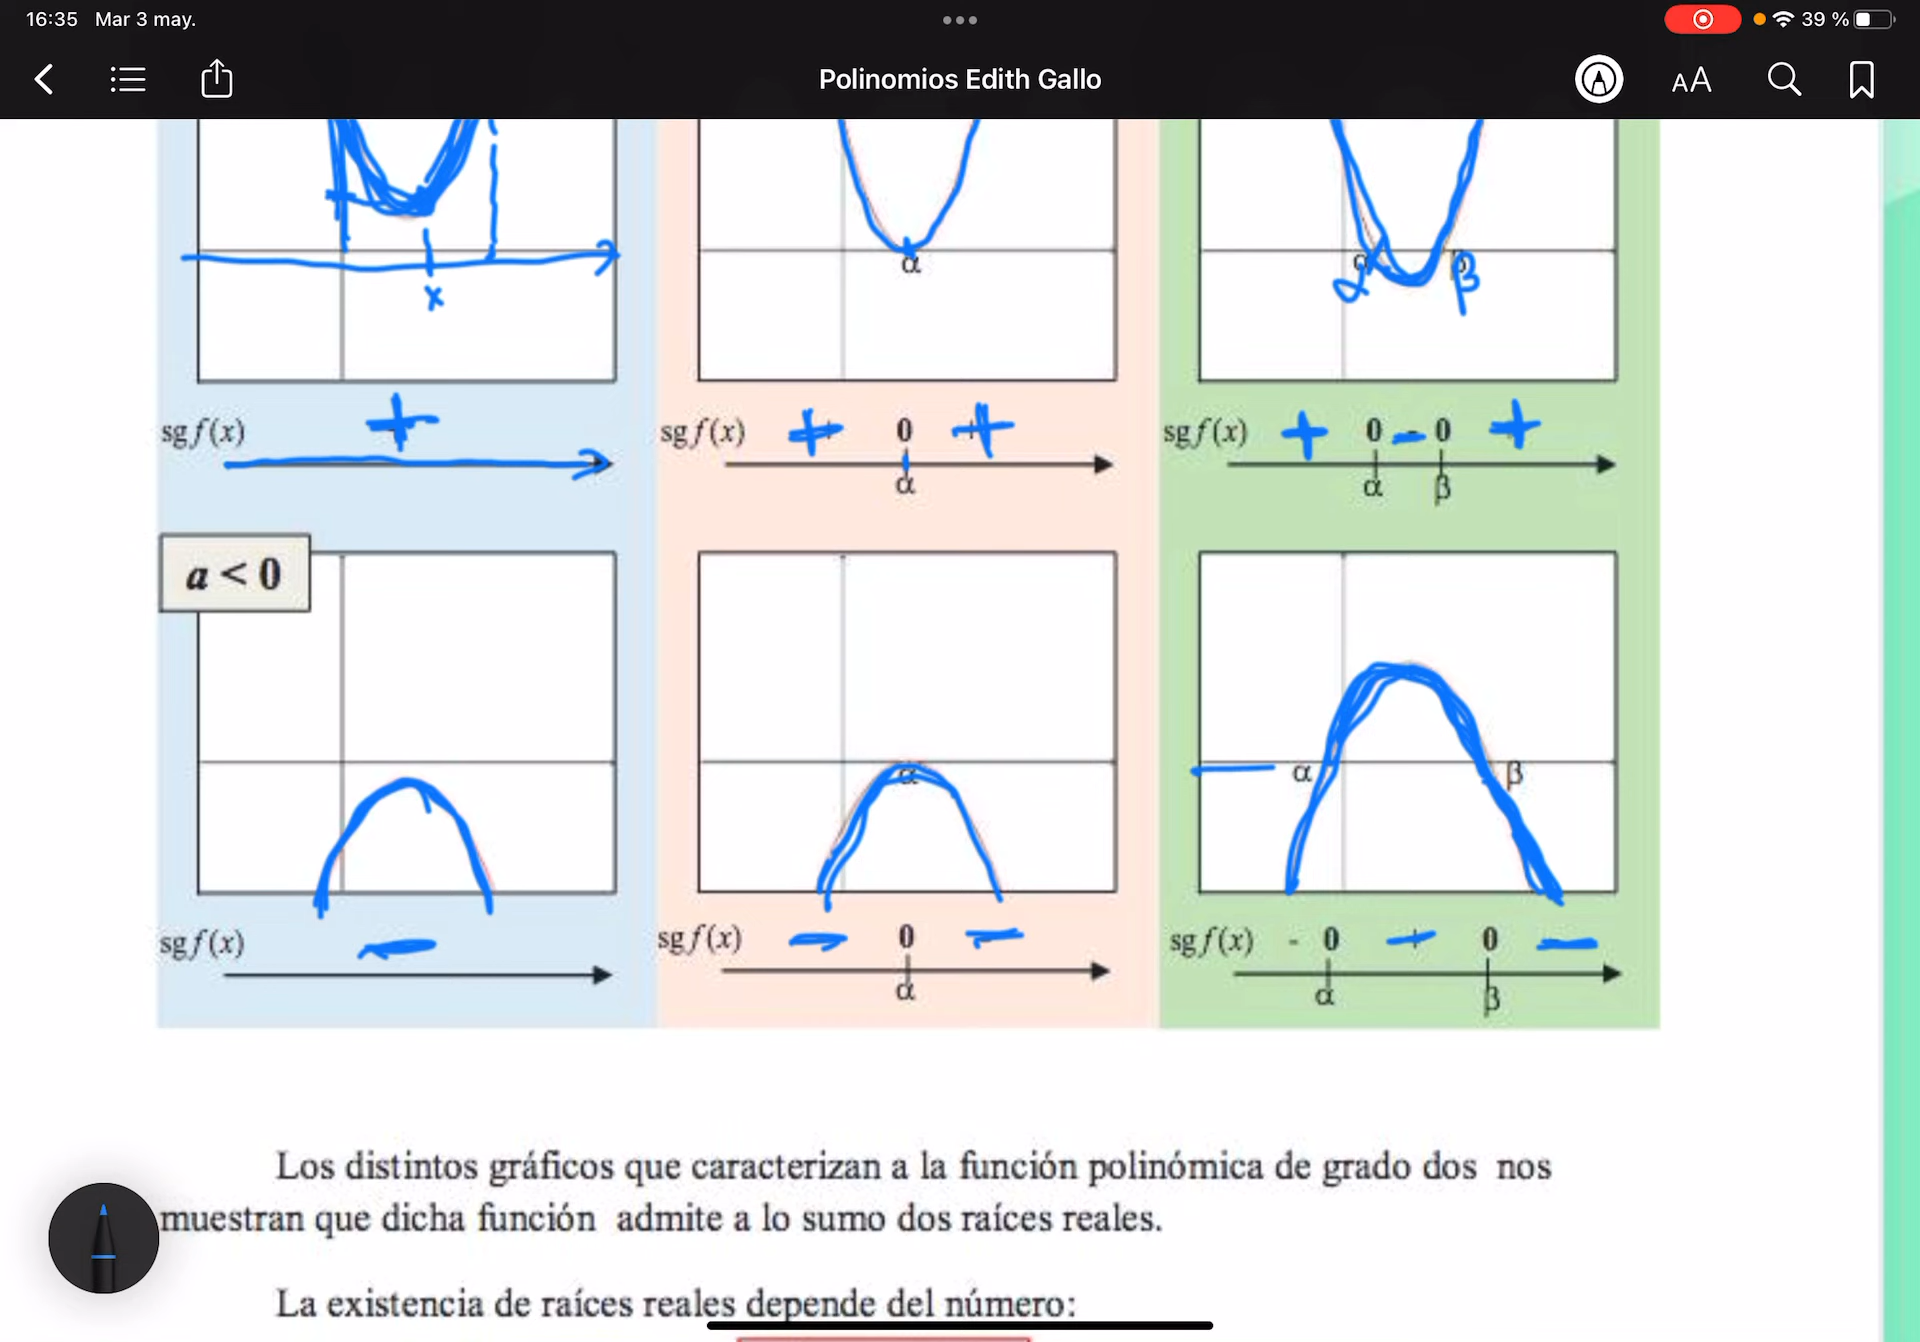 16:35 Mar 3 may.
39 %
Polinomios Edith Gallo
AA
x
α
α β
α β
sg f(x) + 
sg f(x) + 0 +
α
sg f(x) + 0 - 0 +
α β
a < 0
α
α β
sg f(x) -
sg f(x) - 0 -
α
sg f(x) - 0 + 0 -
α β
Los distintos gráficos que caracterizan a la función polinómica de grado dos nos
muestran que dicha función admite a lo sumo dos raíces reales.
La existencia de raíces reales depende del número: